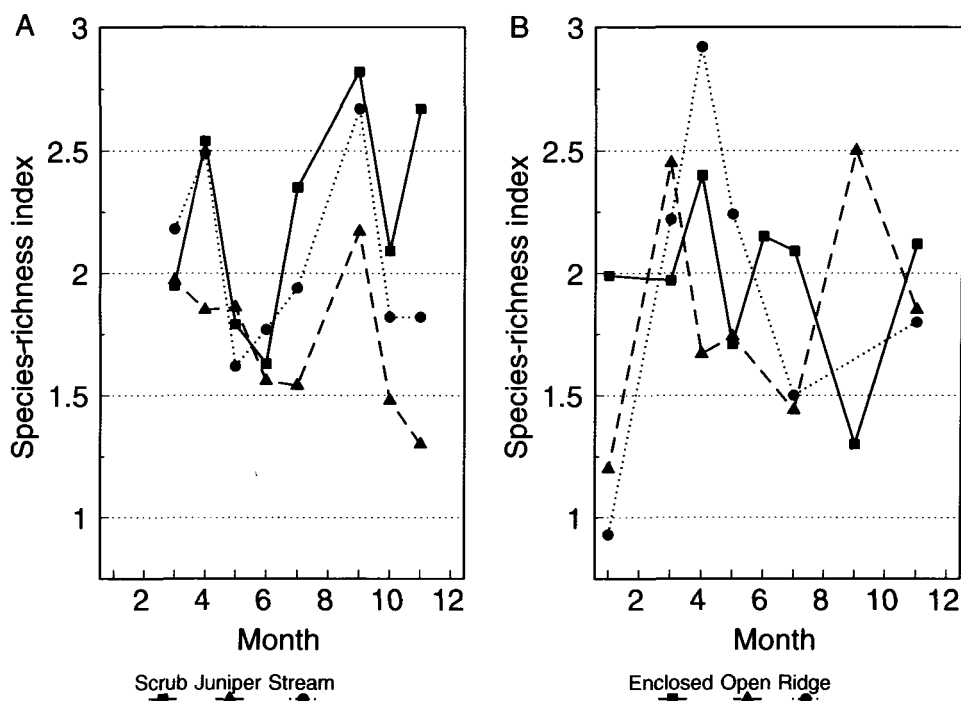 A
3
2.5
2
1.5
1
Species-richness index
2 4 6 8 10 12
Month
Scrub Juniper Stream
B
3
2.5
2
1.5
1
Species-richness index
2 4 6 8 10 12
Month
Enclosed Open Ridge